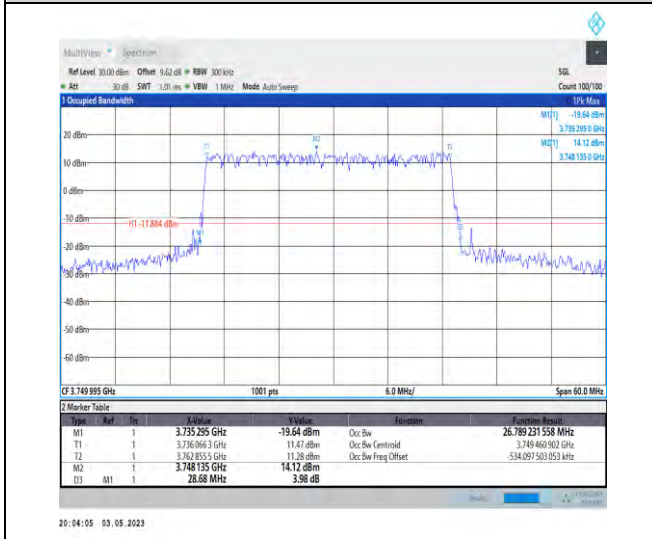 MultiView Spectrum
Ref Level 30.00 dBm Offset 9.62 dB RBW 300 kHz SGL
Att 30 dB SWT 1.01 ms VBW 1 MHz Mode Auto Sweep Count 100/100
1 Occupied Bandwidth 1Pk Max
M1[1] -19.64 dBm
3.735 295 0 GHz
M2[1] 14.12 dBm
3.748 135 0 GHz
20 dBm
T1 M2 T2
10 dBm
0 dBm
-10 dBm
H1 -11.884 dBm
M1
-20 dBm
-30 dBm
-40 dBm
-50 dBm
-60 dBm
CF 3.749 995 GHz 1001 pts 6.0 MHz/ Span 60.0 MHz
2 Marker Table
Type Ref Trc X-Value Y-Value Function Function Result
M1 1 3.735 295 GHz -19.64 dBm Occ Bw 26.789 231 558 MHz
T1 1 3.736 066 3 GHz 11.47 dBm Occ Bw Centroid 3.749 460 902 GHz
T2 1 3.762 855 5 GHz 11.28 dBm Occ Bw Freq Offset -534.097 503 053 kHz
M2 1 3.748 135 GHz 14.12 dBm
D3 M1 1 28.68 MHz 3.98 dB
20:04:05 03.05.2023